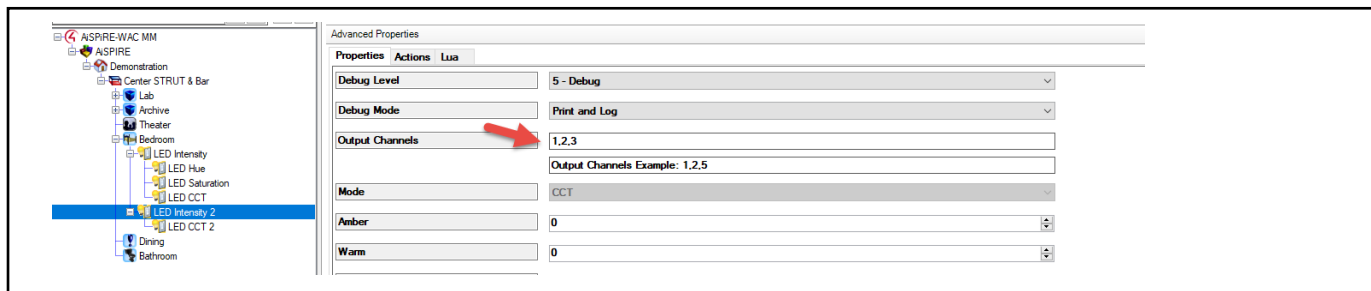 AiSPiRE-WAC MM
AiSPIRE
Demonstration
Center STRUT & Bar
Lab
Archive
Theater
Bedroom
LED Intensity
LED Hue
LED Saturation
LED CCT
LED Intensity 2
LED CCT 2
Dining
Bathroom
Advanced Properties
Properties Actions Lua
Debug Level 5 - Debug
Debug Mode Print and Log
Output Channels 1,2,3
Output Channels Example: 1,2,5
Mode CCT
Amber 0
Warm 0